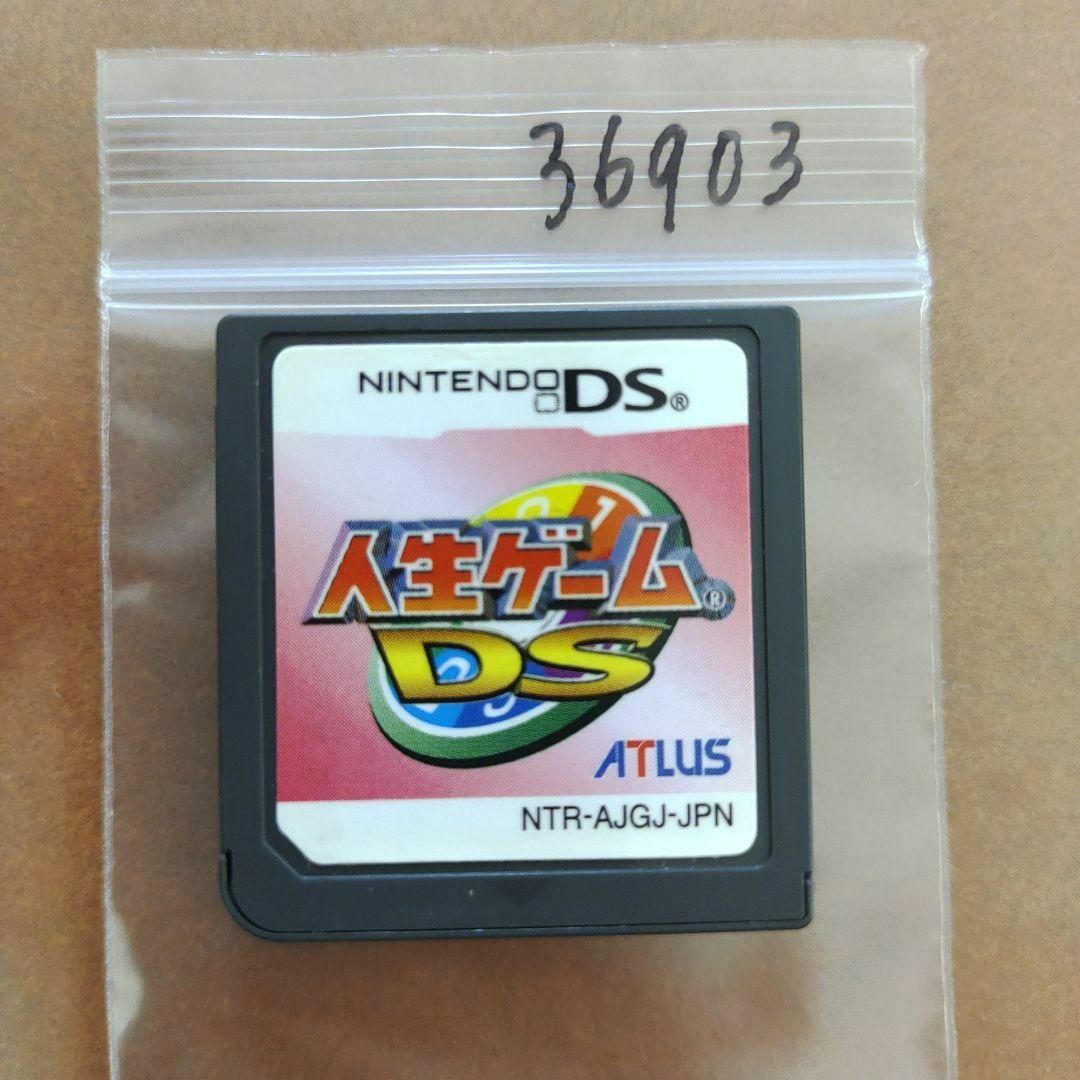 36903
NINTENDO DS®
人生ゲーム®
DS
ATLUS
NTR-AJGJ-JPN